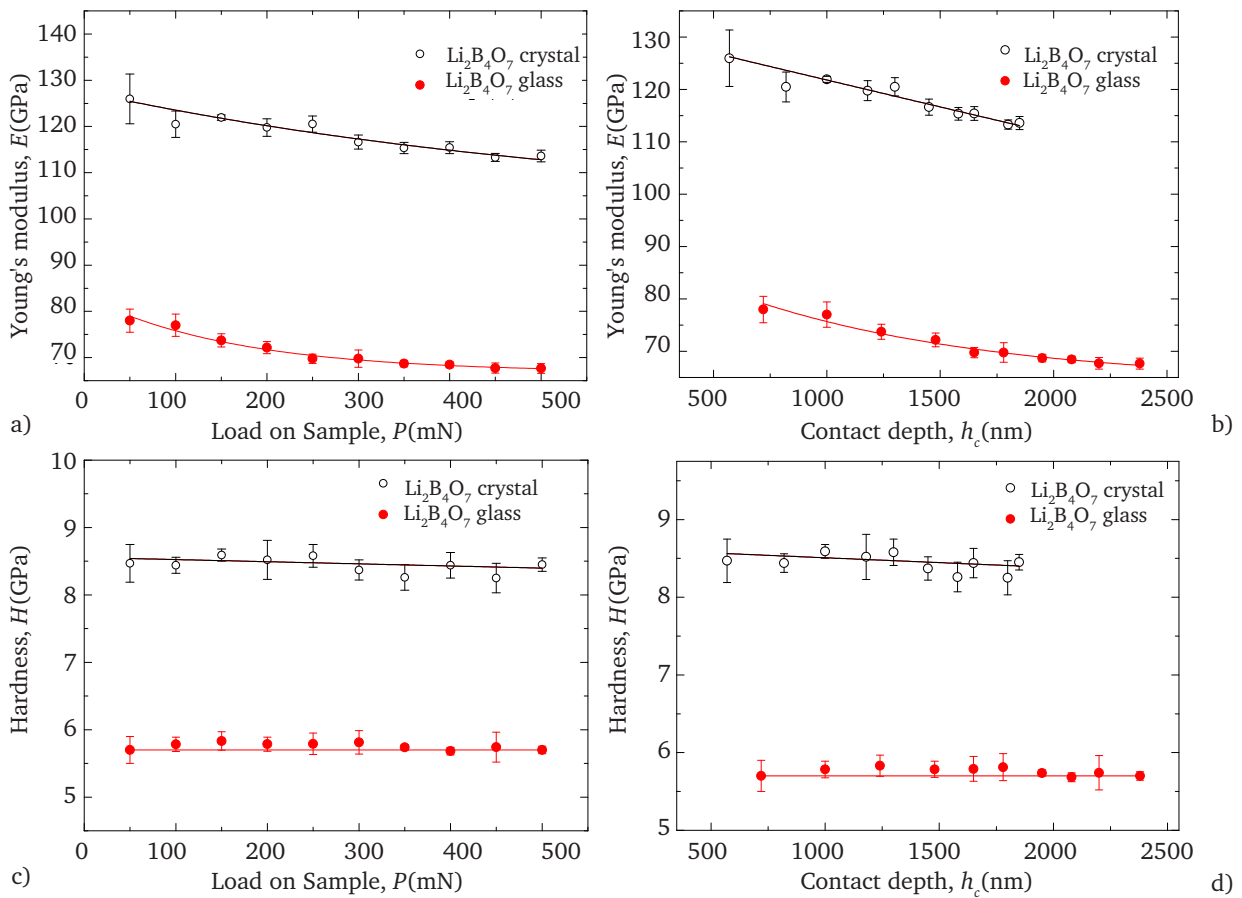 140
130
120
110
100
90
80
70
Young's modulus, E(GPa)
Li2B4O7 crystal
Li2B4O7 glass
0 100 200 300 400 500
Load on Sample, P(mN)
a)
130
120
110
100
90
80
70
Young's modulus, E(GPa)
Li2B4O7 crystal
Li2B4O7 glass
500 1000 1500 2000 2500
Contact depth, hc(nm)
b)
10
9
8
7
6
5
Hardness, H(GPa)
Li2B4O7 crystal
Li2B4O7 glass
0 100 200 300 400 500
Load on Sample, P(mN)
c)
9
8
7
6
5
Hardness, H(GPa)
Li2B4O7 crystal
Li2B4O7 glass
500 1000 1500 2000 2500
Contact depth, hc(nm)
d)